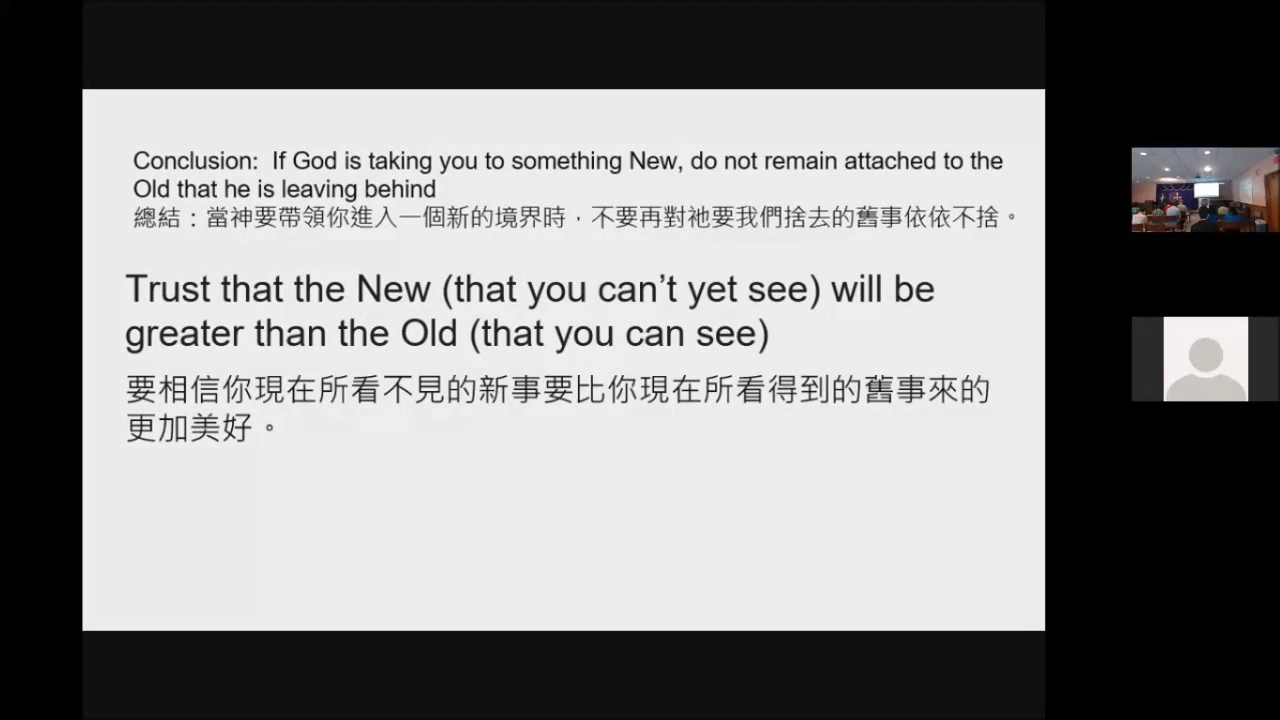 Conclusion:  If God is taking you to something New, do not remain attached to the
Old that he is leaving behind
總結：當神要帶領你進入一個新的境界時，不要再對祂要我們捨去的舊事依依不捨。
Trust that the New (that you can’t yet see) will be
greater than the Old (that you can see)
要相信你現在所看不見的新事要比你現在所看得到的舊事來的
更加美好。